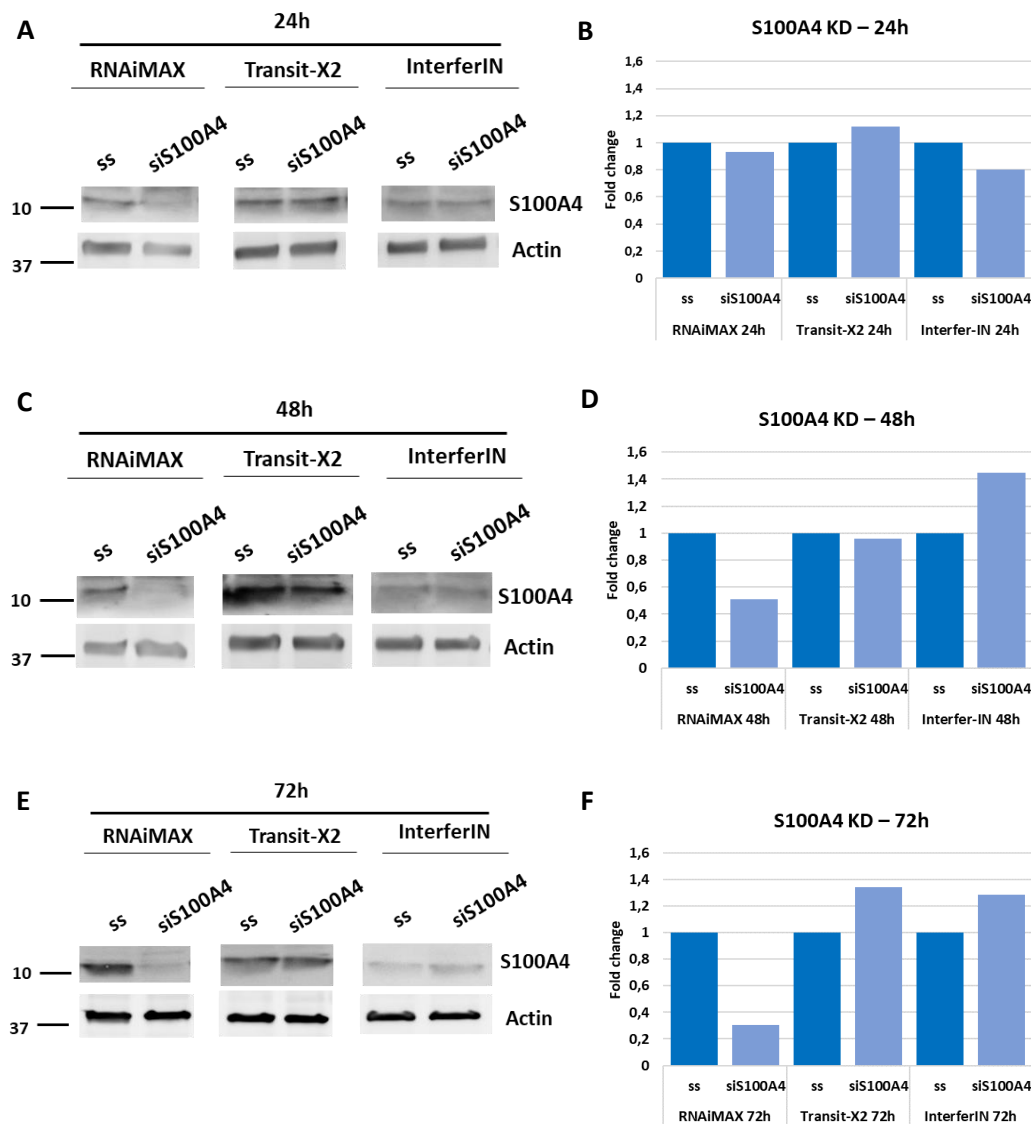 A
24h
RNAiMAX Transit-X2 InterferIN
ss siS100A4 ss siS100A4 ss siS100A4
10 S100A4
37 Actin
B
S100A4 KD – 24h
Fold change
1,6
1,4
1,2
1
0,8
0,6
0,4
0,2
0
ss siS100A4 ss siS100A4 ss siS100A4
RNAiMAX 24h Transit-X2 24h Interfer-IN 24h
C
48h
RNAiMAX Transit-X2 InterferIN
ss siS100A4 ss siS100A4 ss siS100A4
10 S100A4
37 Actin
D
S100A4 KD – 48h
Fold change
1,6
1,4
1,2
1
0,8
0,6
0,4
0,2
0
ss siS100A4 ss siS100A4 ss siS100A4
RNAiMAX 48h Transit-X2 48h Interfer-IN 48h
E
72h
RNAiMAX Transit-X2 InterferIN
ss siS100A4 ss siS100A4 ss siS100A4
10 S100A4
37 Actin
F
S100A4 KD – 72h
Fold change
1,6
1,4
1,2
1
0,8
0,6
0,4
0,2
0
ss siS100A4 ss siS100A4 ss siS100A4
RNAiMAX 72h Transit-X2 72h InterferIN 72h